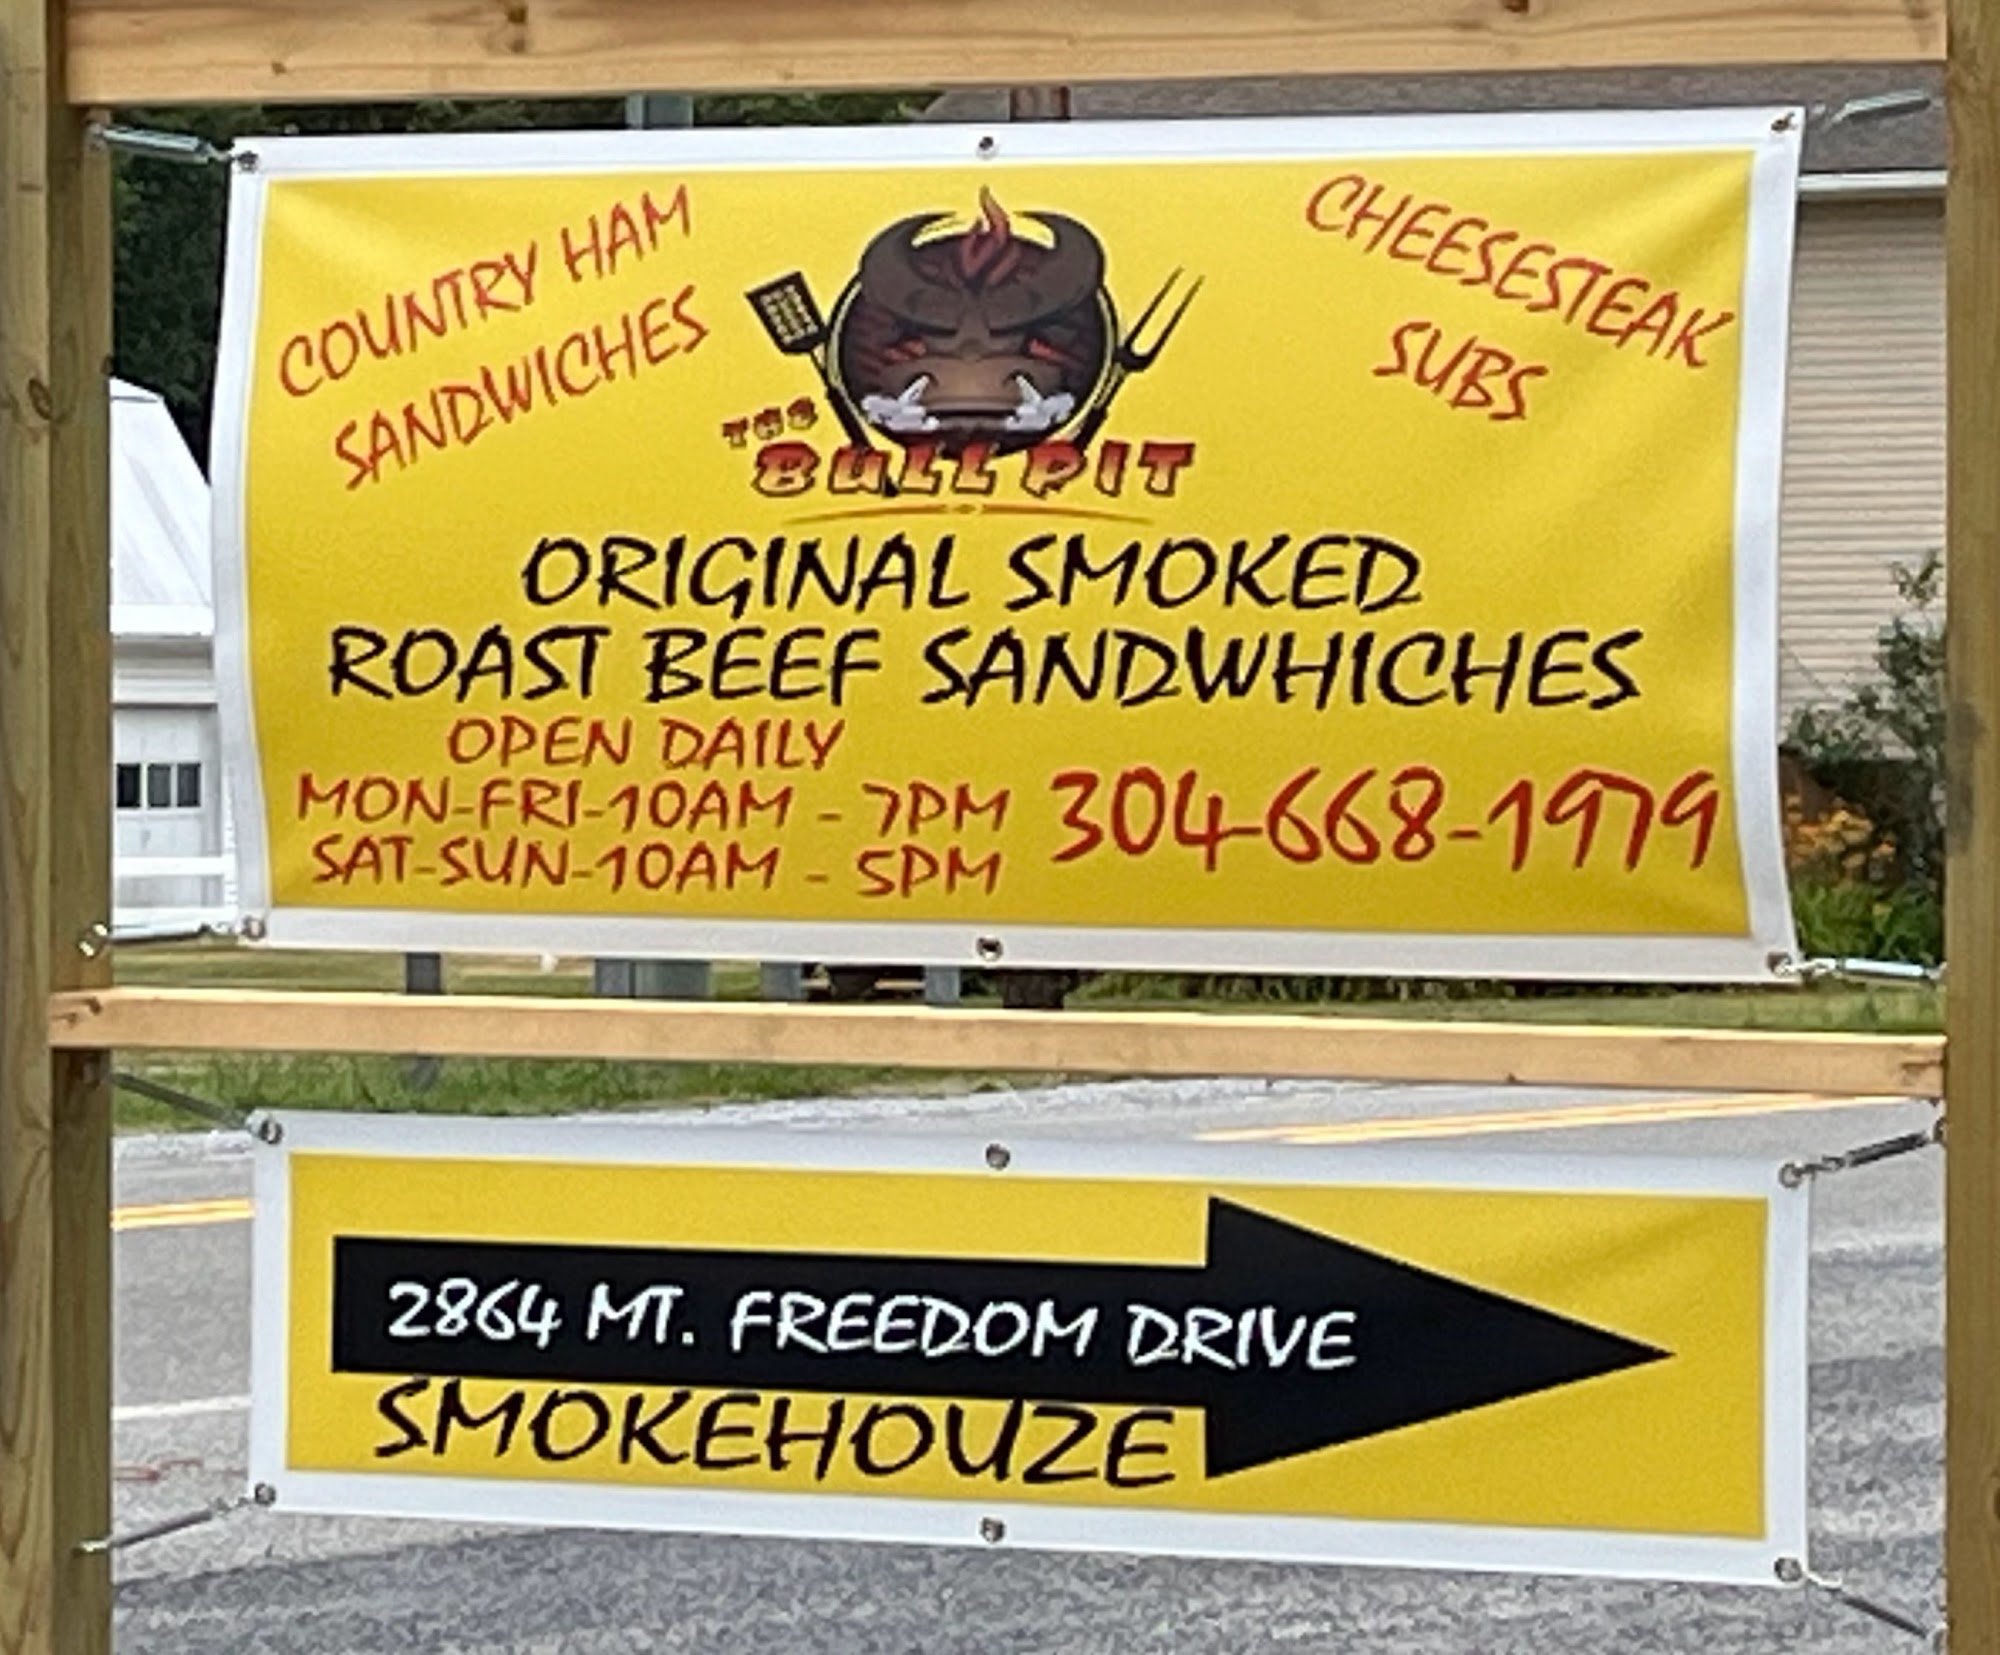 COUNTRY HAM
SANDWICHES
CHEESESTEAK
SUBS
THE
BULL PIT
ORIGINAL SMOKED
ROAST BEEF SANDWHICHES
OPEN DAILY
MON-FRI-10AM - 7PM
SAT-SUN-10AM - 5PM
304-668-1979
2864 MT. FREEDOM DRIVE
SMOKEHOUZE